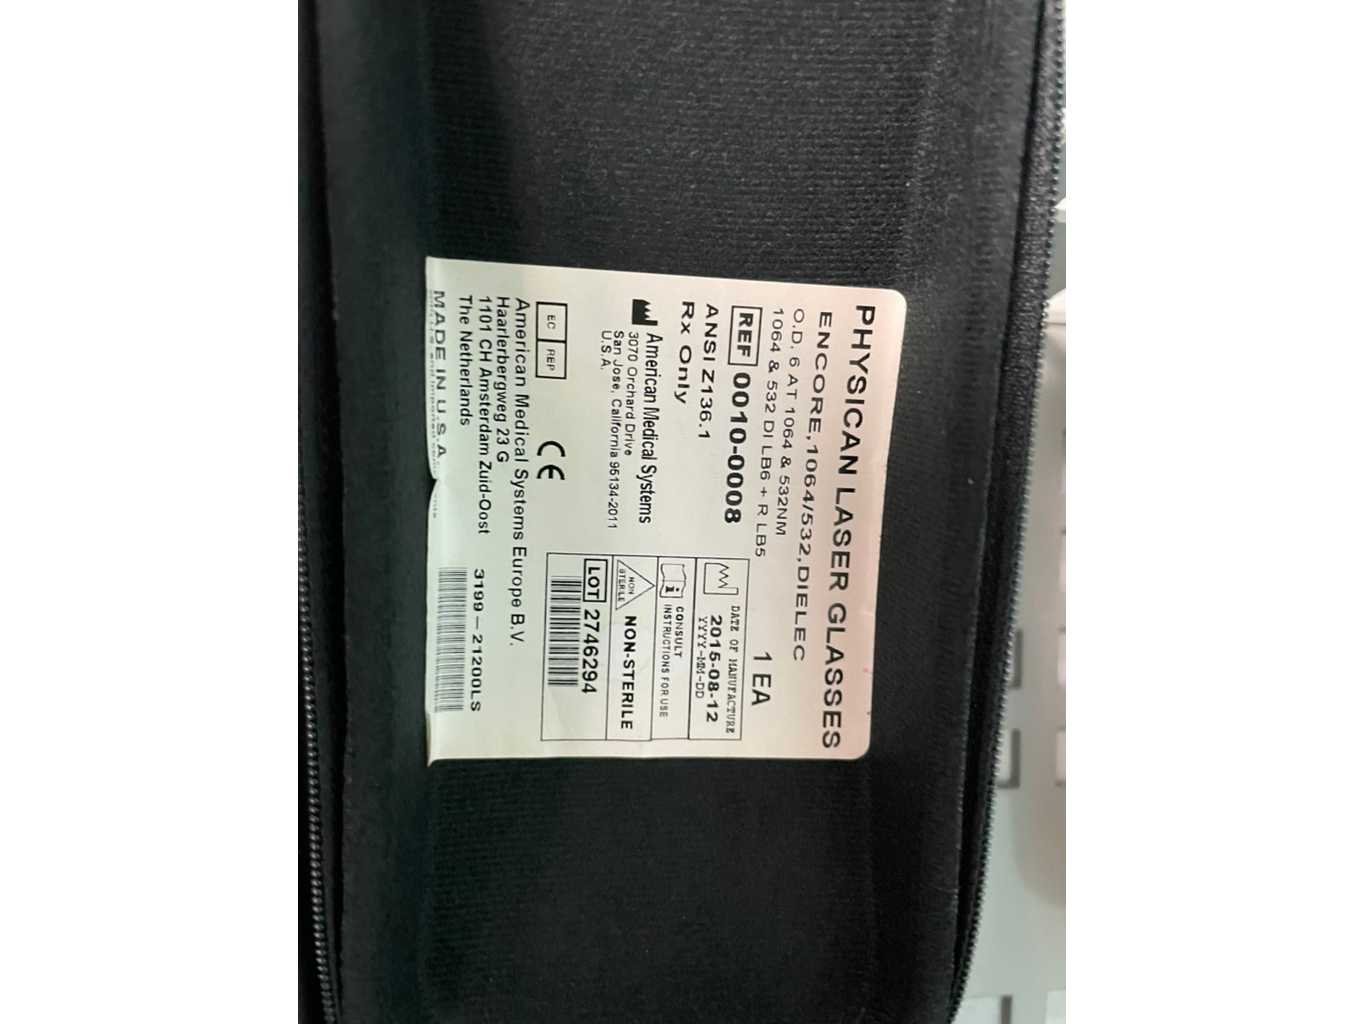 PHYSICAN LASER GLASSES
ENCORE,1064/532,DIELEC
O.D. 6 AT 1064 & 532NM
1064 & 532 DI LB6 + R LB5
1 EA
REF 0010-0008
ANSI Z136.1
Rx Only
DATE OF MANUFACTURE
2015-08-12
YYYY-MM-DD
American Medical Systems
3070 Orchard Drive
San Jose, California 95134-2011
U.S.A.
i CONSULT
INSTRUCTIONS FOR USE
NON
STERILE
NON-STERILE
LOT 2746294
EC REP
CE
American Medical Systems Europe B.V.
Haarlerbergweg 23 G
1101 CH Amsterdam Zuid-Oost
The Netherlands
3199 – 21200LS
MADE IN U.S.A
and imported